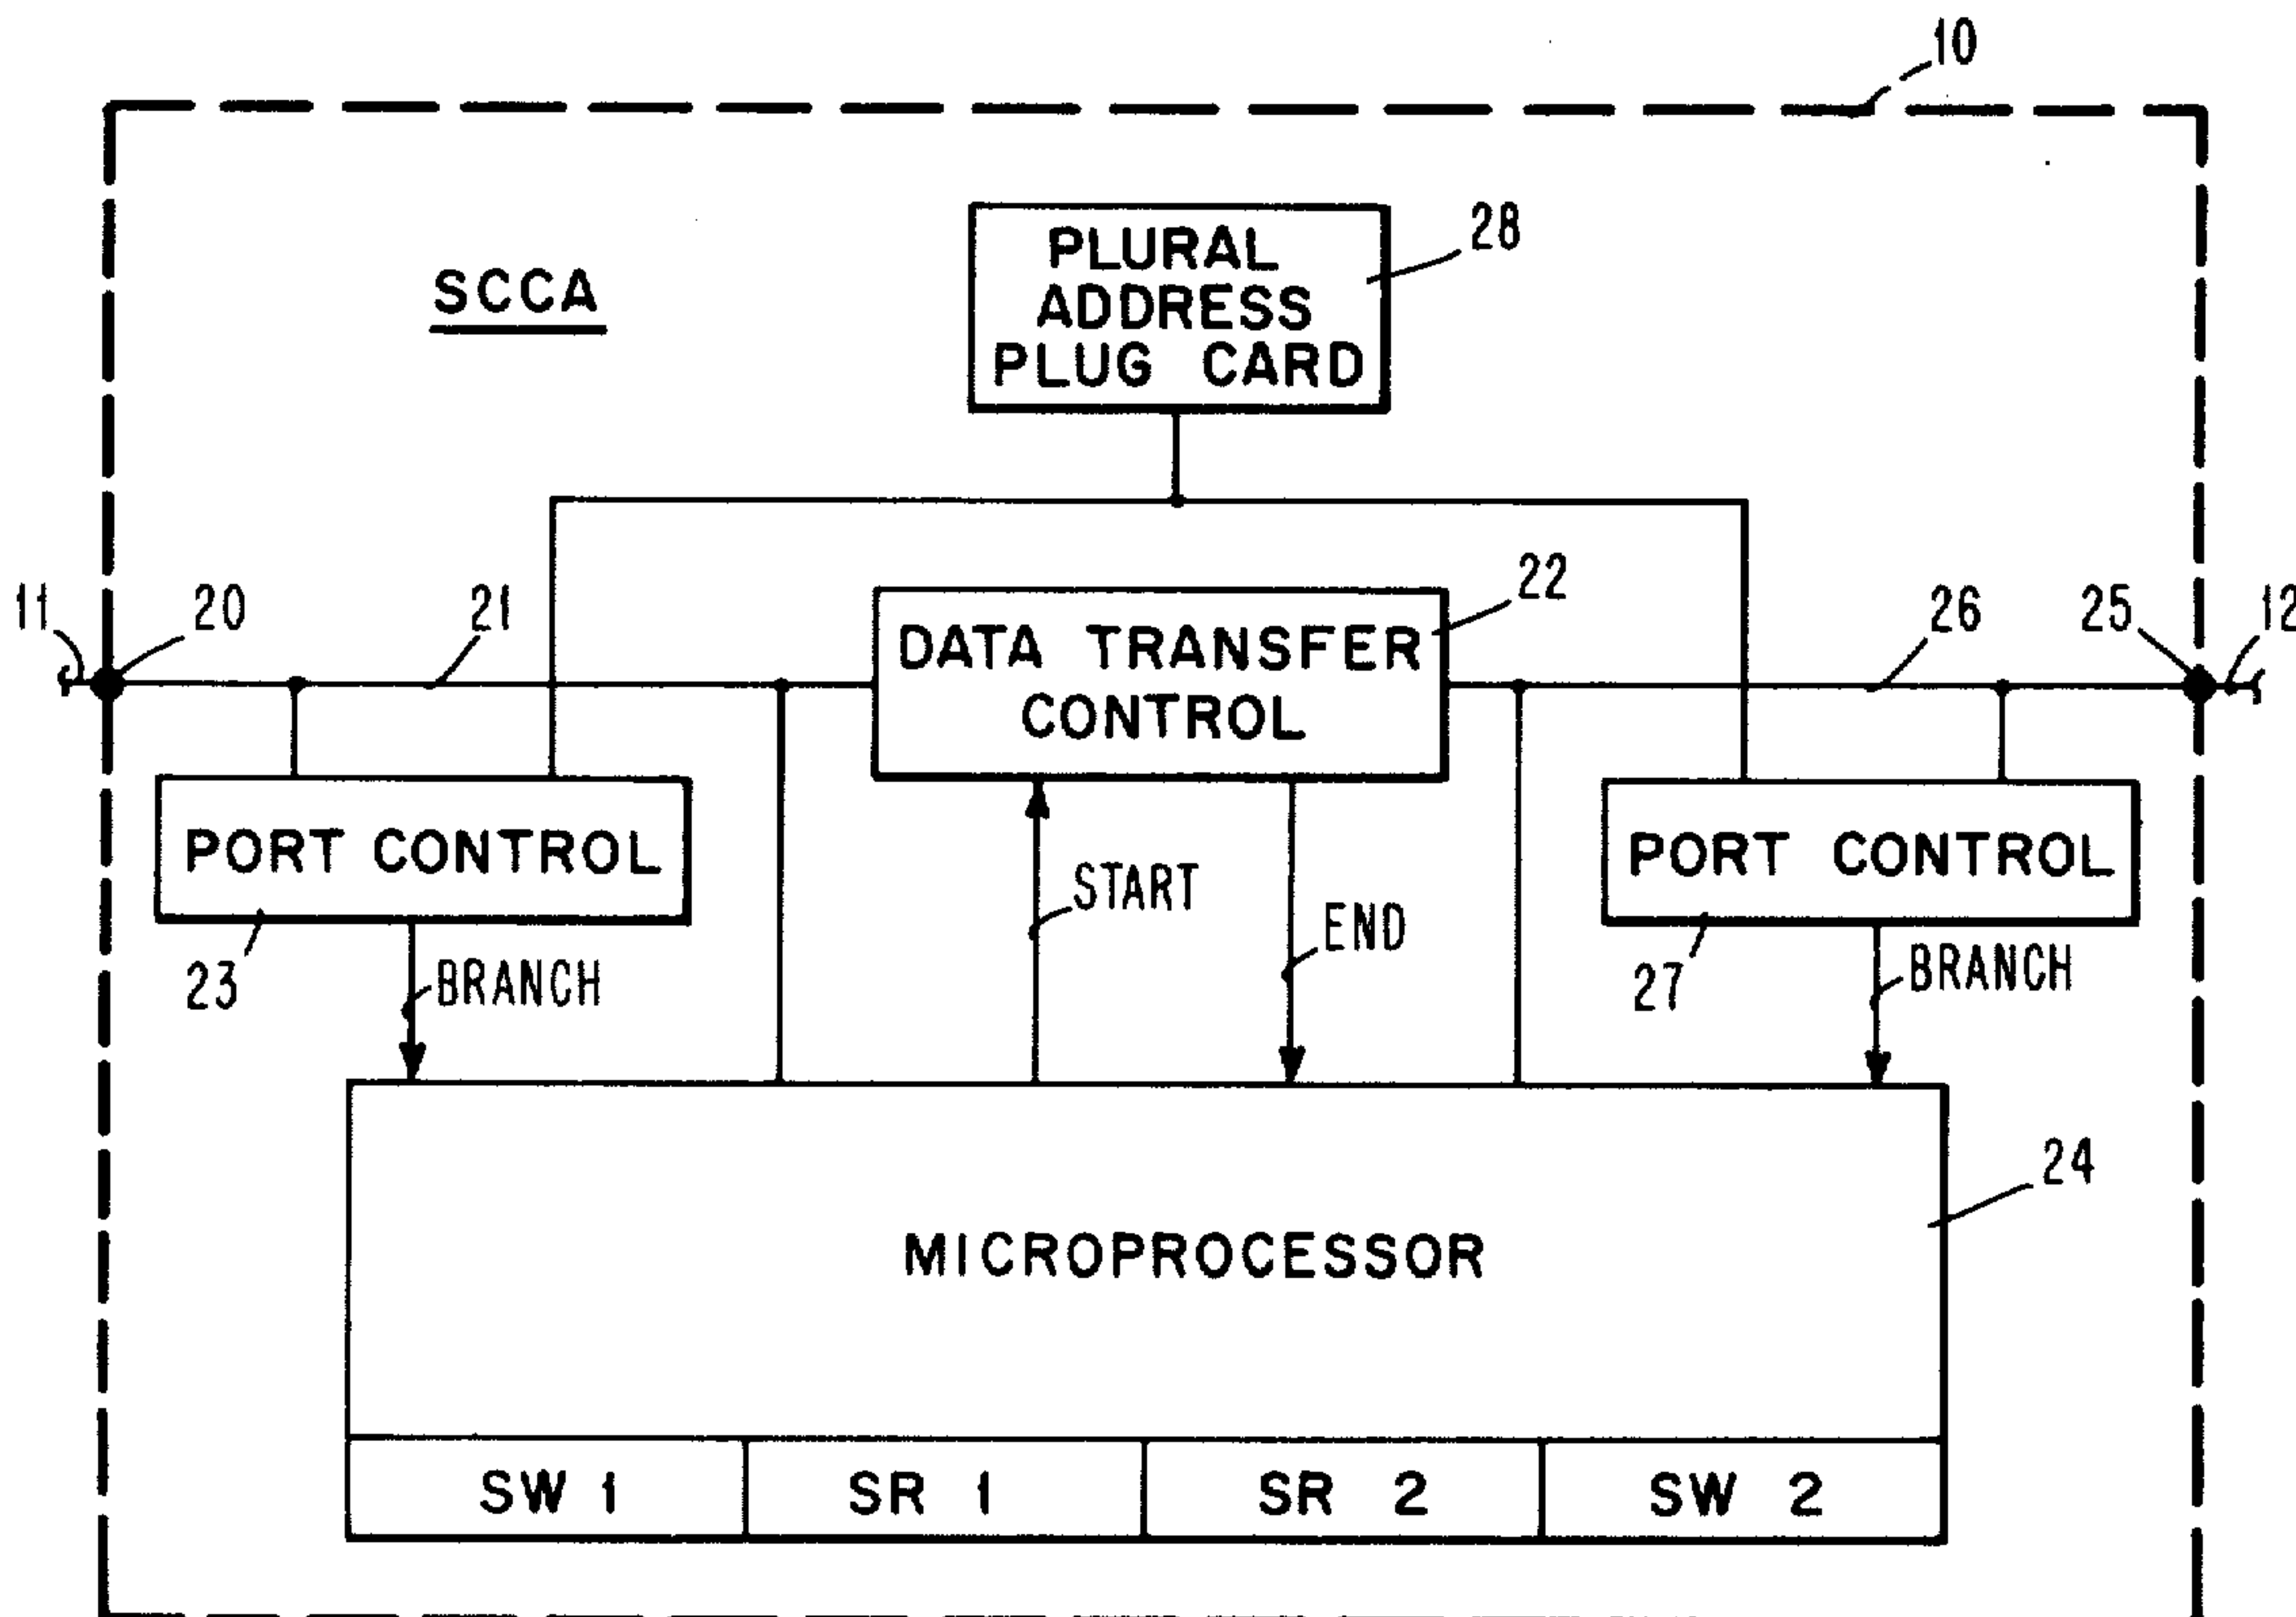 10
SCCA
PLURAL
ADDRESS
PLUG CARD
28
11
20
21
DATA TRANSFER
CONTROL
22
26
25
12
PORT CONTROL
23
BRANCH
START
END
PORT CONTROL
27
BRANCH
MICROPROCESSOR
24
SW 1
SR 1
SR 2
SW 2